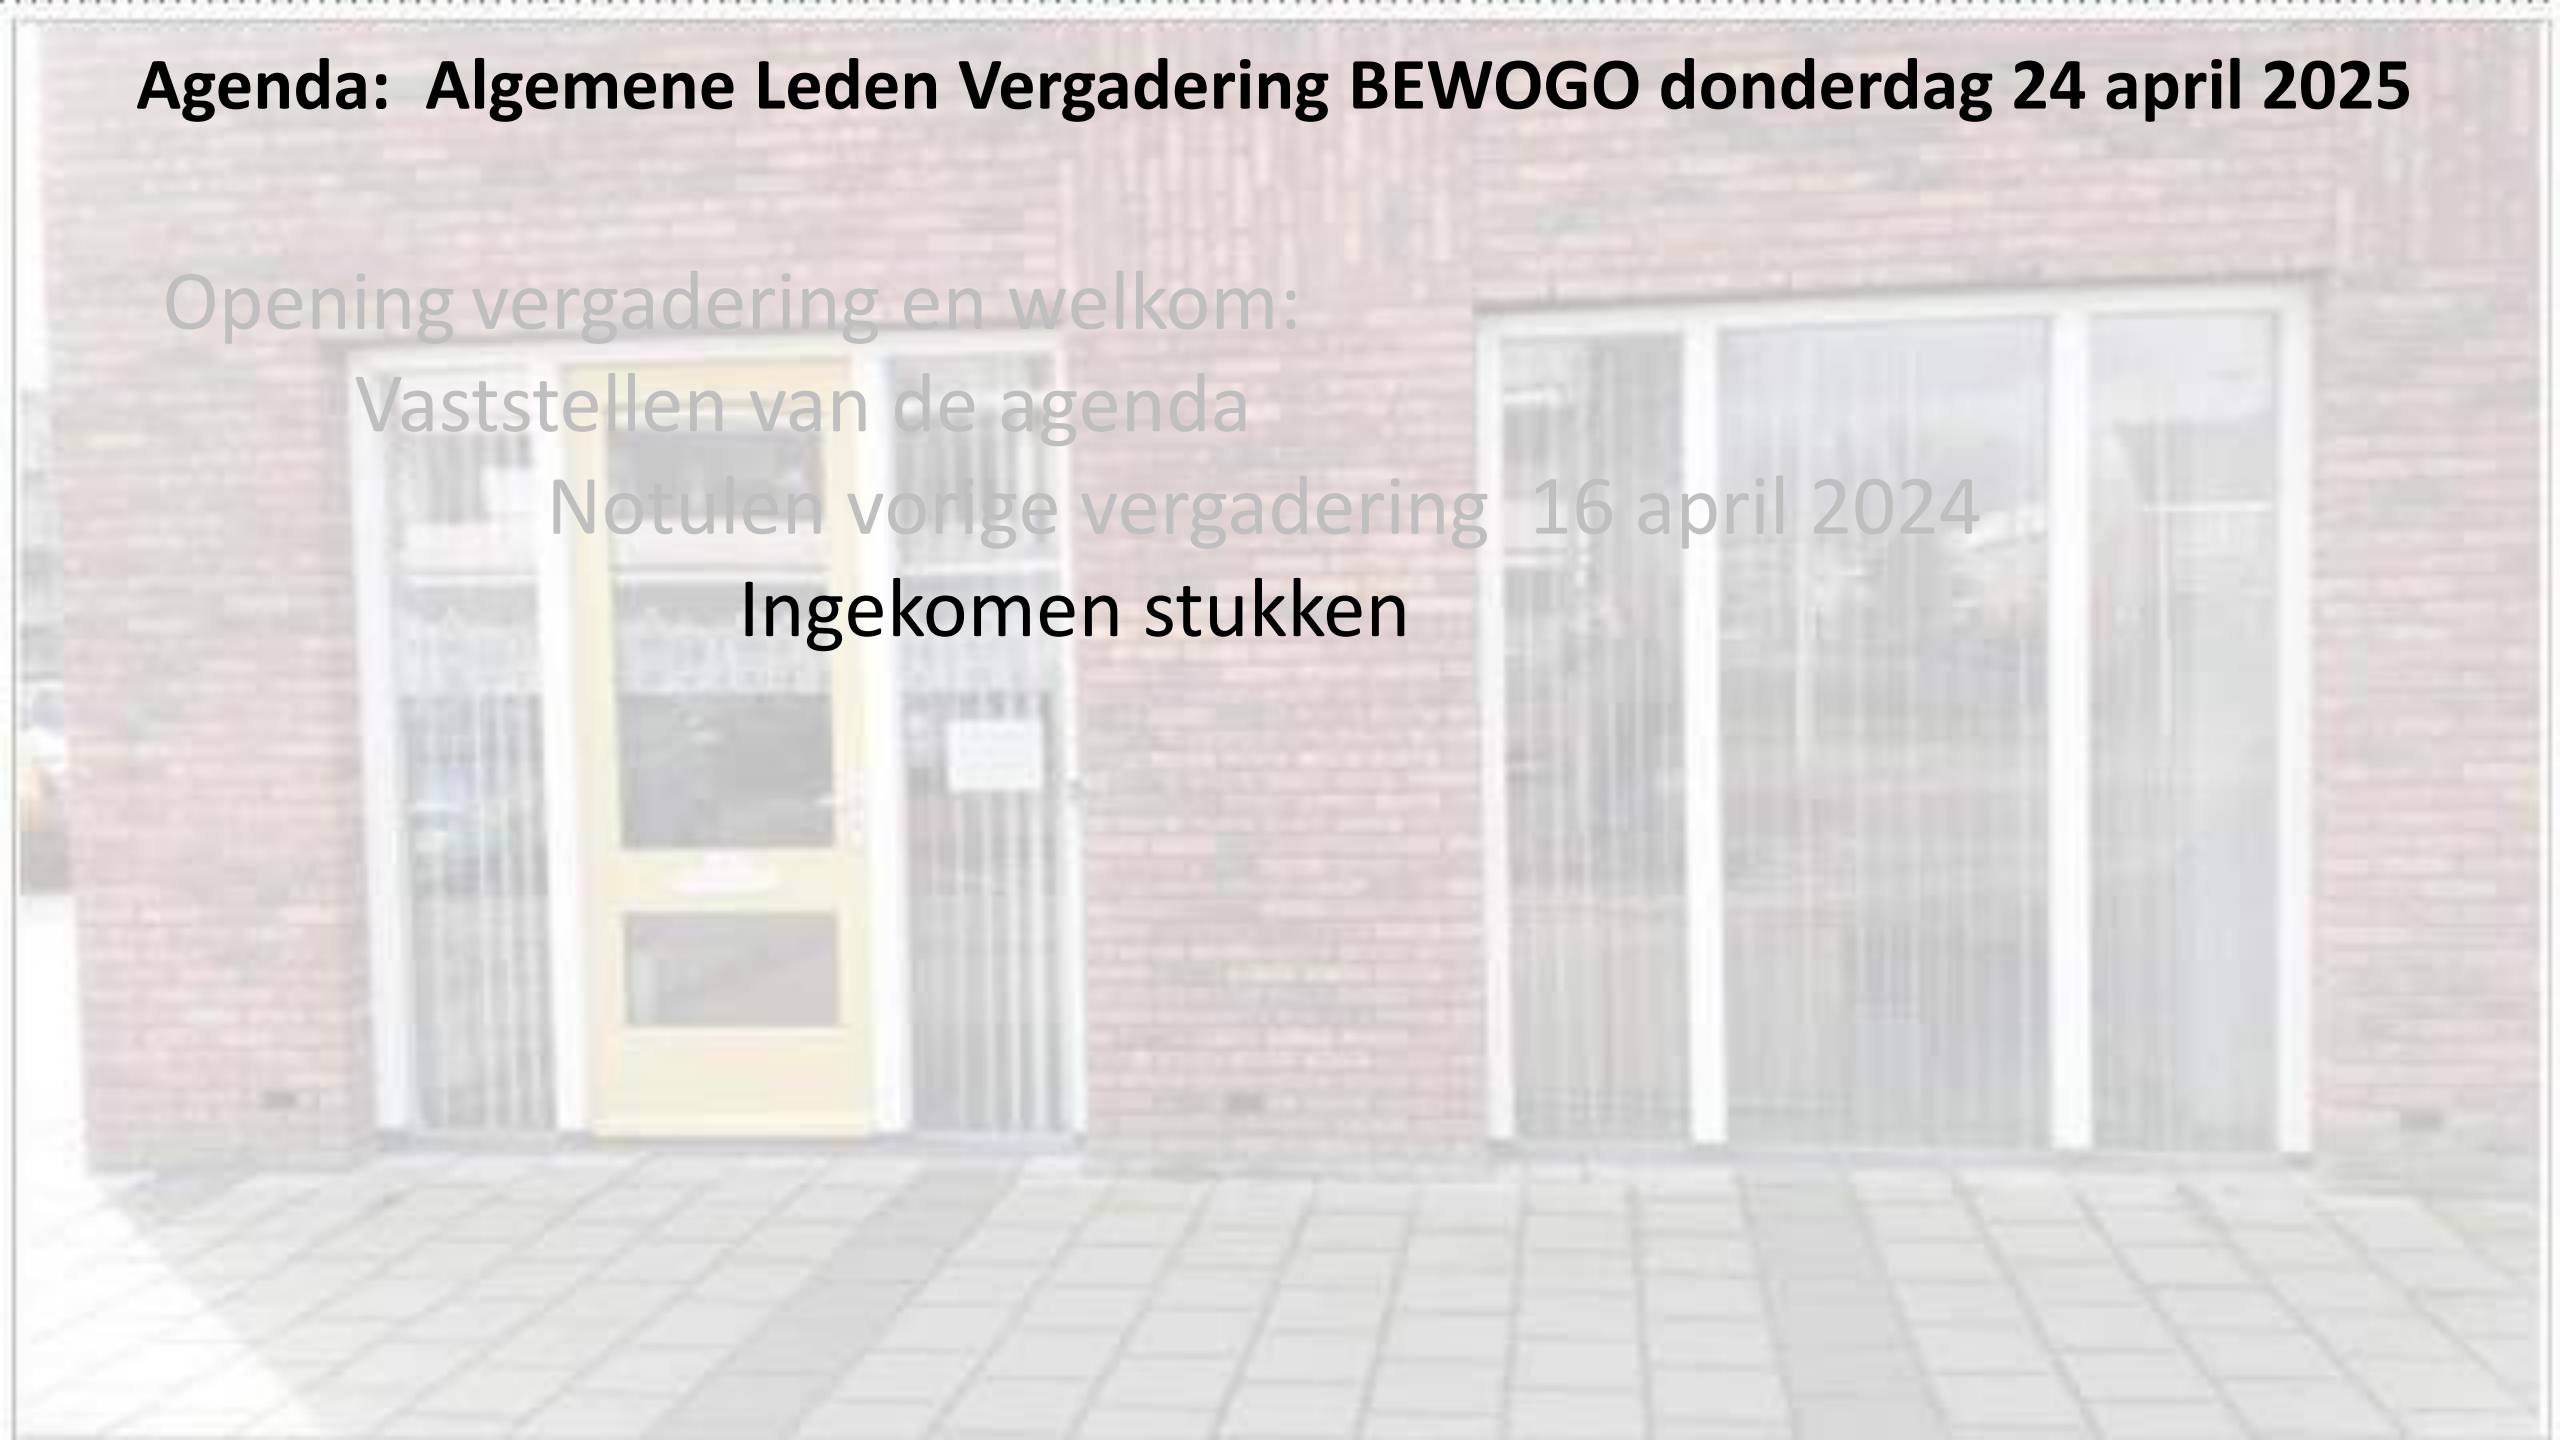 Agenda:  Algemene Leden Vergadering BEWOGO donderdag 24 april 2025
Opening vergadering en welkom:
Vaststellen van de agenda
Notulen vorige vergadering  16 april 2024
Ingekomen stukken